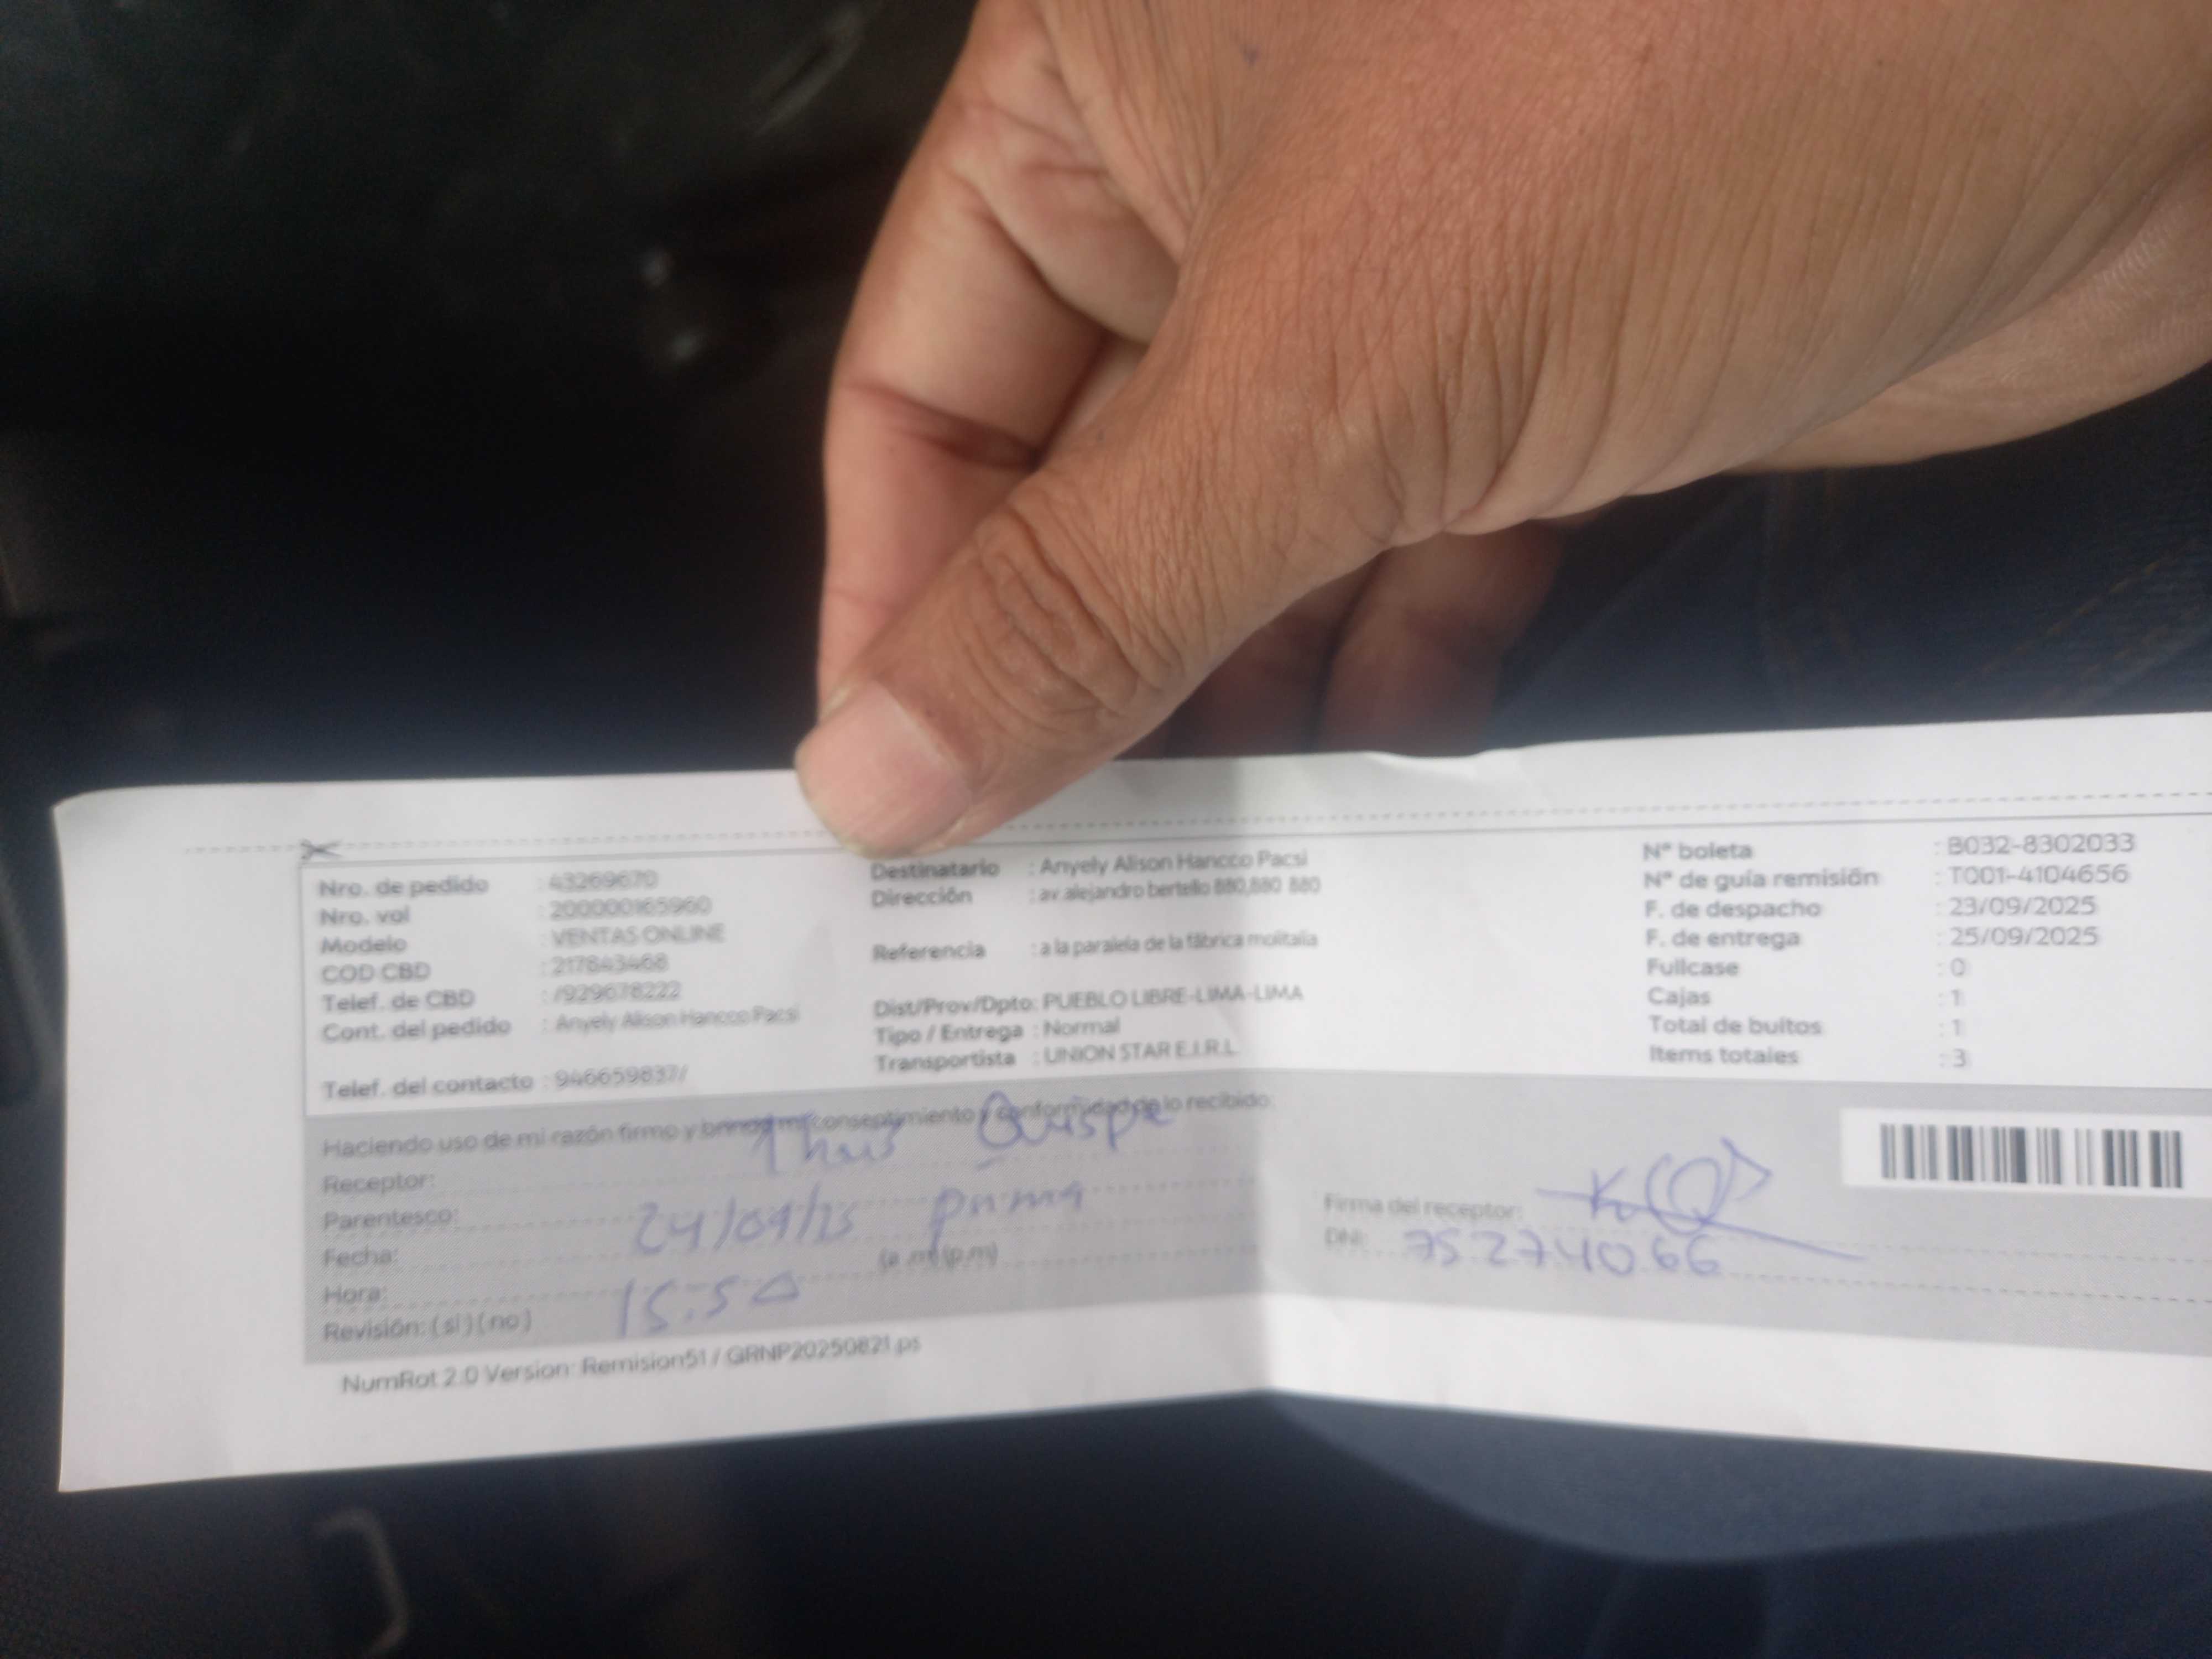 Nro. de pedido : 43269670
Nro. vol : 200000165960
Modelo : VENTAS ONLINE
COD CBD : 217843468
Telef. de CBD : /929678222
Cont. del pedido : Anyely Alison Hancco Pacsi
Telef. del contacto : 946659837/
Destinatario : Anyely Alison Hancco Pacsi
Dirección : av alejandro bertello 880,880 880
Referencia : a la paralela de la fábrica molitalia
Dist/Prov/Dpto: PUEBLO LIBRE-LIMA-LIMA
Tipo / Entrega : Normal
Transportista : UNION STAR E.I.R.L
N° boleta : B032-8302033
N° de guía remisión : T001-4104656
F. de despacho : 23/09/2025
F. de entrega : 25/09/2025
Fullcase : 0
Cajas : 1
Total de bultos : 1
Items totales : 3
Haciendo uso de mi razón firmo y brindo mi consentimiento y conformidad de lo recibido:
Receptor: Quispe
Parentesco: prima
Fecha: 24/09/25 (a.m) (p.m)
Hora: 15:50
Revisión: ( si ) ( no )
Firma del receptor:
DNI: 75274066
NumRot 2.0 Version: Remision51 / GRNP20250821.ps